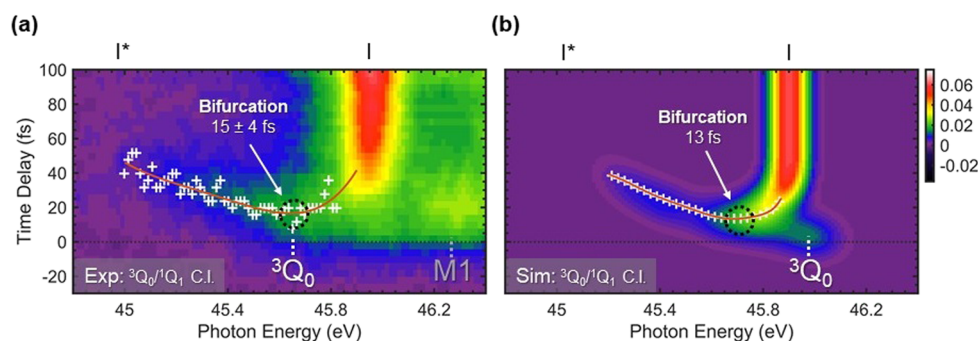 (a)
I*
I
100
80
60
40
20
0
-20
Time Delay (fs)
Bifurcation
15 ± 4 fs
³Q₀
M1
Exp: ³Q₀/¹Q₁ C.I.
45
45.4
45.8
46.2
Photon Energy (eV)
(b)
I*
I
Bifurcation
13 fs
³Q₀
Sim: ³Q₀/¹Q₁ C.I.
45
45.4
45.8
46.2
Photon Energy (eV)
0.06
0.04
0.02
0
-0.02